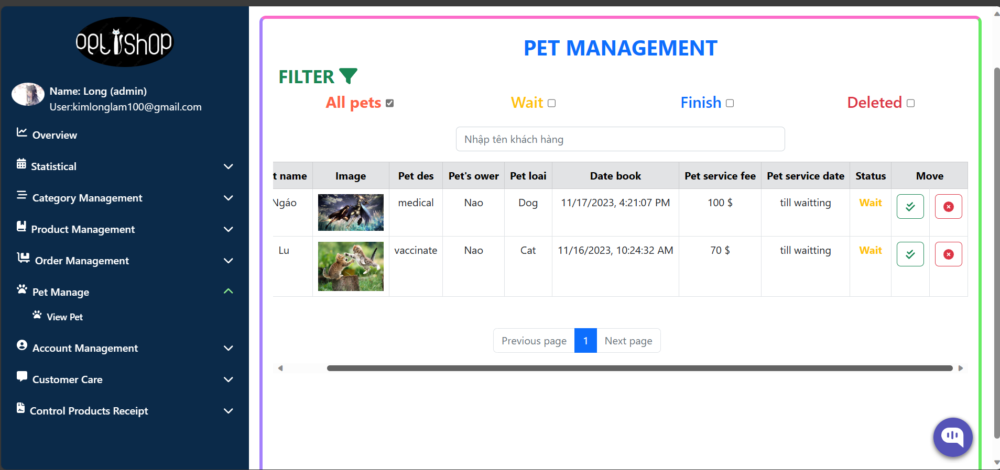 petshop
Name: Long (admin)
User:kimlonglam100@gmail.com
Overview
Statistical
Category Management
Product Management
Order Management
Pet Manage
View Pet
Account Management
Customer Care
Control Products Receipt
PET MANAGEMENT
FILTER
All pets Wait Finish Deleted
Nhập tên khách hàng
t name Image Pet des Pet's ower Pet loai Date book Pet service fee Pet service date Status Move
Ngáo medical Nao Dog 11/17/2023, 4:21:07 PM 100 $ till waitting Wait
Lu vaccinate Nao Cat 11/16/2023, 10:24:32 AM 70 $ till waitting Wait
Previous page 1 Next page